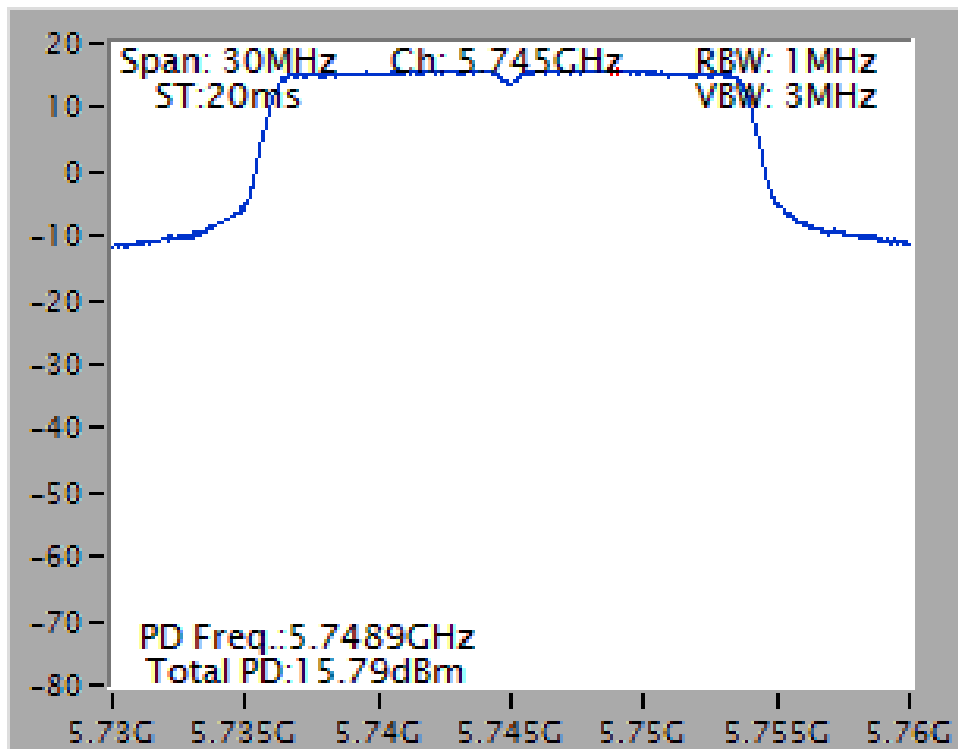 20
Span: 30MHz Ch: 5.745GHz RBW: 1MHz
ST:20ms VBW: 3MHz
10
0
-10
-20
-30
-40
-50
-60
-70
PD Freq.:5.7489GHz
Total PD:15.79dBm
-80
5.73G 5.735G 5.74G 5.745G 5.75G 5.755G 5.76G